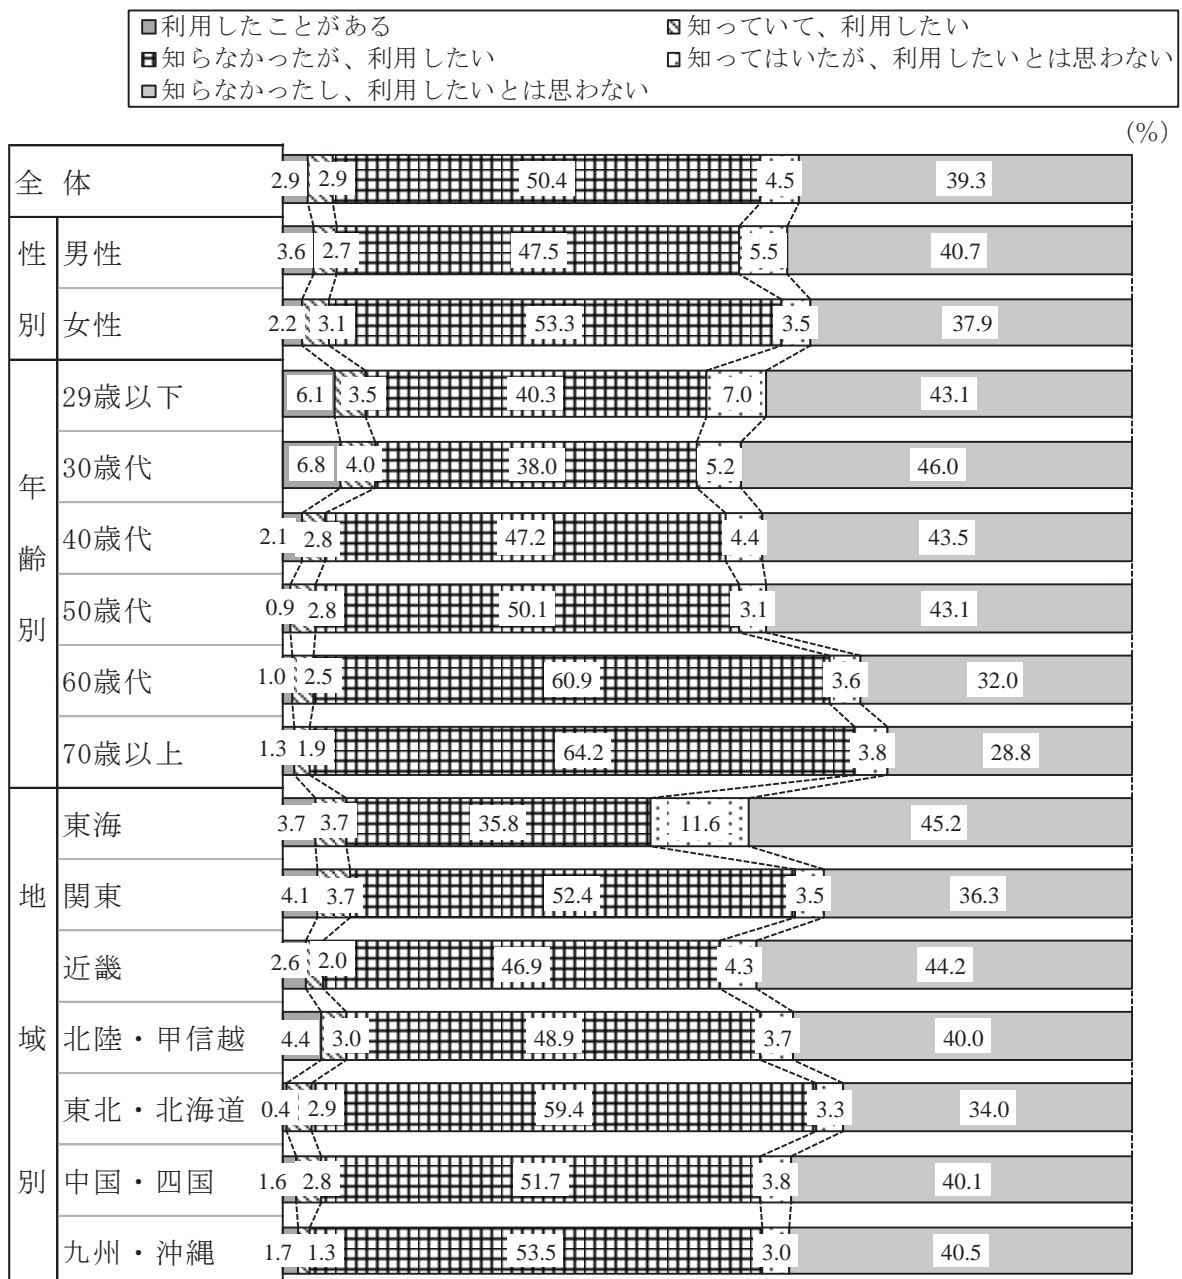 利用したことがある 知っていて、利用したい
知らなかったが、利用したい 知ってはいたが、利用したいとは思わない
知らなかったし、利用したいとは思わない
(%)
全体 2.9 2.9 50.4 4.5 39.3
性別
男性 3.6 2.7 47.5 5.5 40.7
女性 2.2 3.1 53.3 3.5 37.9
年齢別
29歳以下 6.1 3.5 40.3 7.0 43.1
30歳代 6.8 4.0 38.0 5.2 46.0
40歳代 2.1 2.8 47.2 4.4 43.5
50歳代 0.9 2.8 50.1 3.1 43.1
60歳代 1.0 2.5 60.9 3.6 32.0
70歳以上 1.3 1.9 64.2 3.8 28.8
地域別
東海 3.7 3.7 35.8 11.6 45.2
関東 4.1 3.7 52.4 3.5 36.3
近畿 2.6 2.0 46.9 4.3 44.2
北陸・甲信越 4.4 3.0 48.9 3.7 40.0
東北・北海道 0.4 2.9 59.4 3.3 34.0
中国・四国 1.6 2.8 51.7 3.8 40.1
九州・沖縄 1.7 1.3 53.5 3.0 40.5